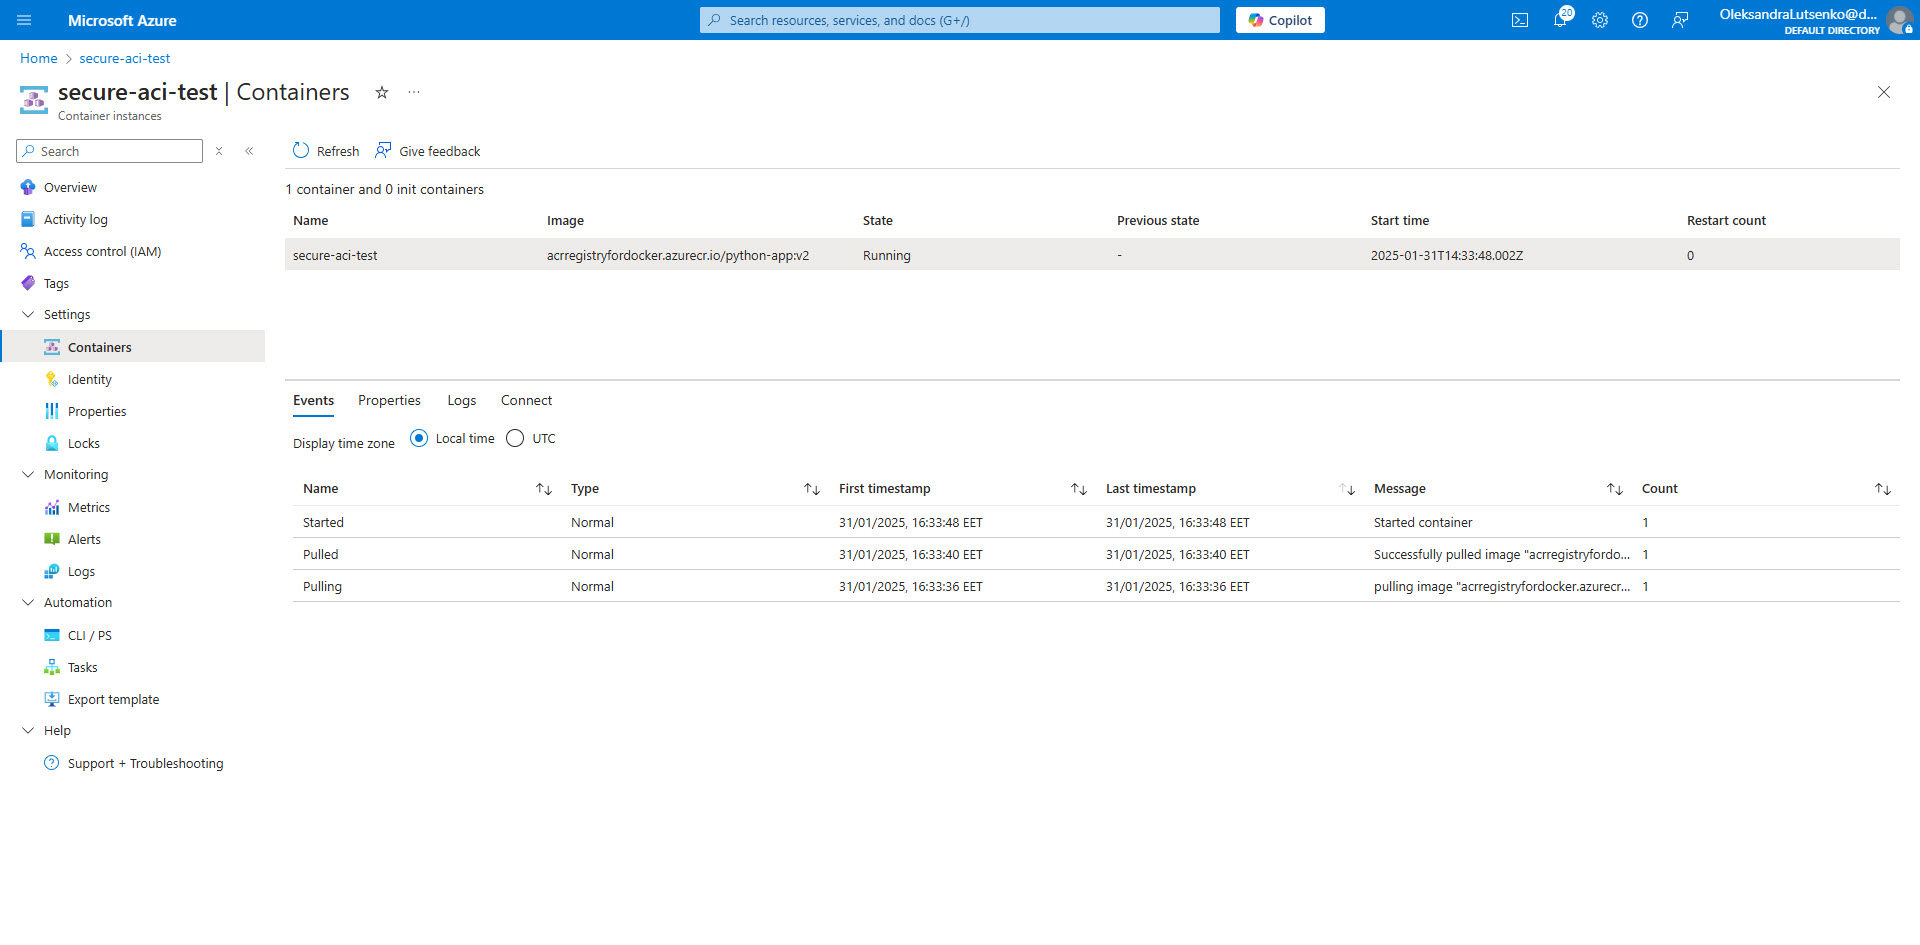 Microsoft Azure
Search resources, services, and docs (G+/)
Copilot
20
OleksandraLutsenko@d...
DEFAULT DIRECTORY
Home > secure-aci-test
secure-aci-test | Containers
Container instances
Search
Refresh
Give feedback
Overview
Activity log
Access control (IAM)
Tags
Settings
Containers
Identity
Properties
Locks
Monitoring
Metrics
Alerts
Logs
Automation
CLI / PS
Tasks
Export template
Help
Support + Troubleshooting
1 container and 0 init containers
Name Image State Previous state Start time Restart count
secure-aci-test acrregistryfordocker.azurecr.io/python-app:v2 Running - 2025-01-31T14:33:48.002Z 0
Events Properties Logs Connect
Display time zone Local time UTC
Name Type First timestamp Last timestamp Message Count
Started Normal 31/01/2025, 16:33:48 EET 31/01/2025, 16:33:48 EET Started container 1
Pulled Normal 31/01/2025, 16:33:40 EET 31/01/2025, 16:33:40 EET Successfully pulled image "acrregistryfordo... 1
Pulling Normal 31/01/2025, 16:33:36 EET 31/01/2025, 16:33:36 EET pulling image "acrregistryfordocker.azurecr... 1